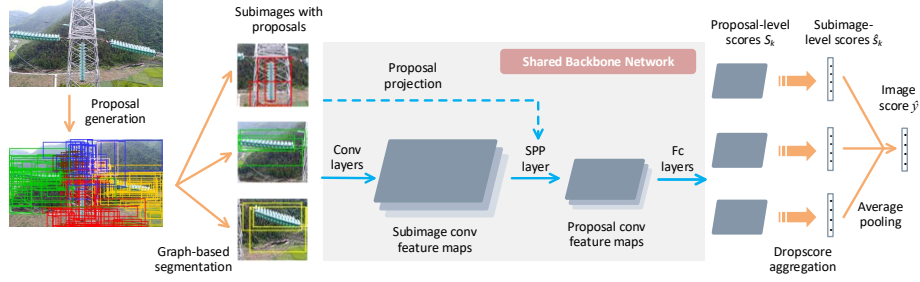 Subimages with
proposals
Proposal
generation
Graph-based
segmentation
Shared Backbone Network
Proposal
projection
Conv
layers
SPP
layer
Fc
layers
Subimage conv
feature maps
Proposal conv
feature maps
Proposal-level
scores Sₖ
Subimage-
level scores ŝₖ
Image
score ŷ
Average
pooling
Dropscore
aggregation